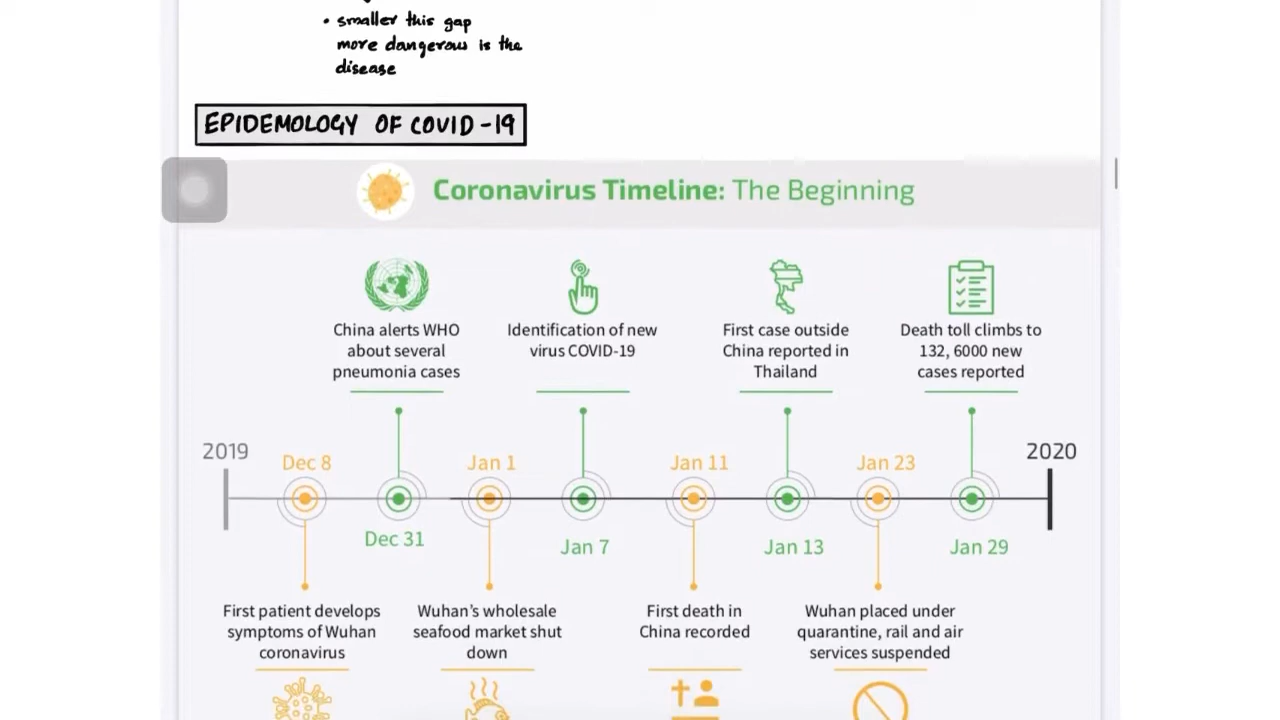 • smaller this gap
more dangerous is the
disease
EPIDEMOLOGY OF COVID-19
Coronavirus Timeline: The Beginning
China alerts WHO
about several
pneumonia cases
Identification of new
virus COVID-19
First case outside
China reported in
Thailand
Death toll climbs to
132, 6000 new
cases reported
2019
Dec 8
Jan 1
Jan 11
Jan 23
2020
Dec 31
Jan 7
Jan 13
Jan 29
First patient develops
symptoms of Wuhan
coronavirus
Wuhan's wholesale
seafood market shut
down
First death in
China recorded
Wuhan placed under
quarantine, rail and air
services suspended